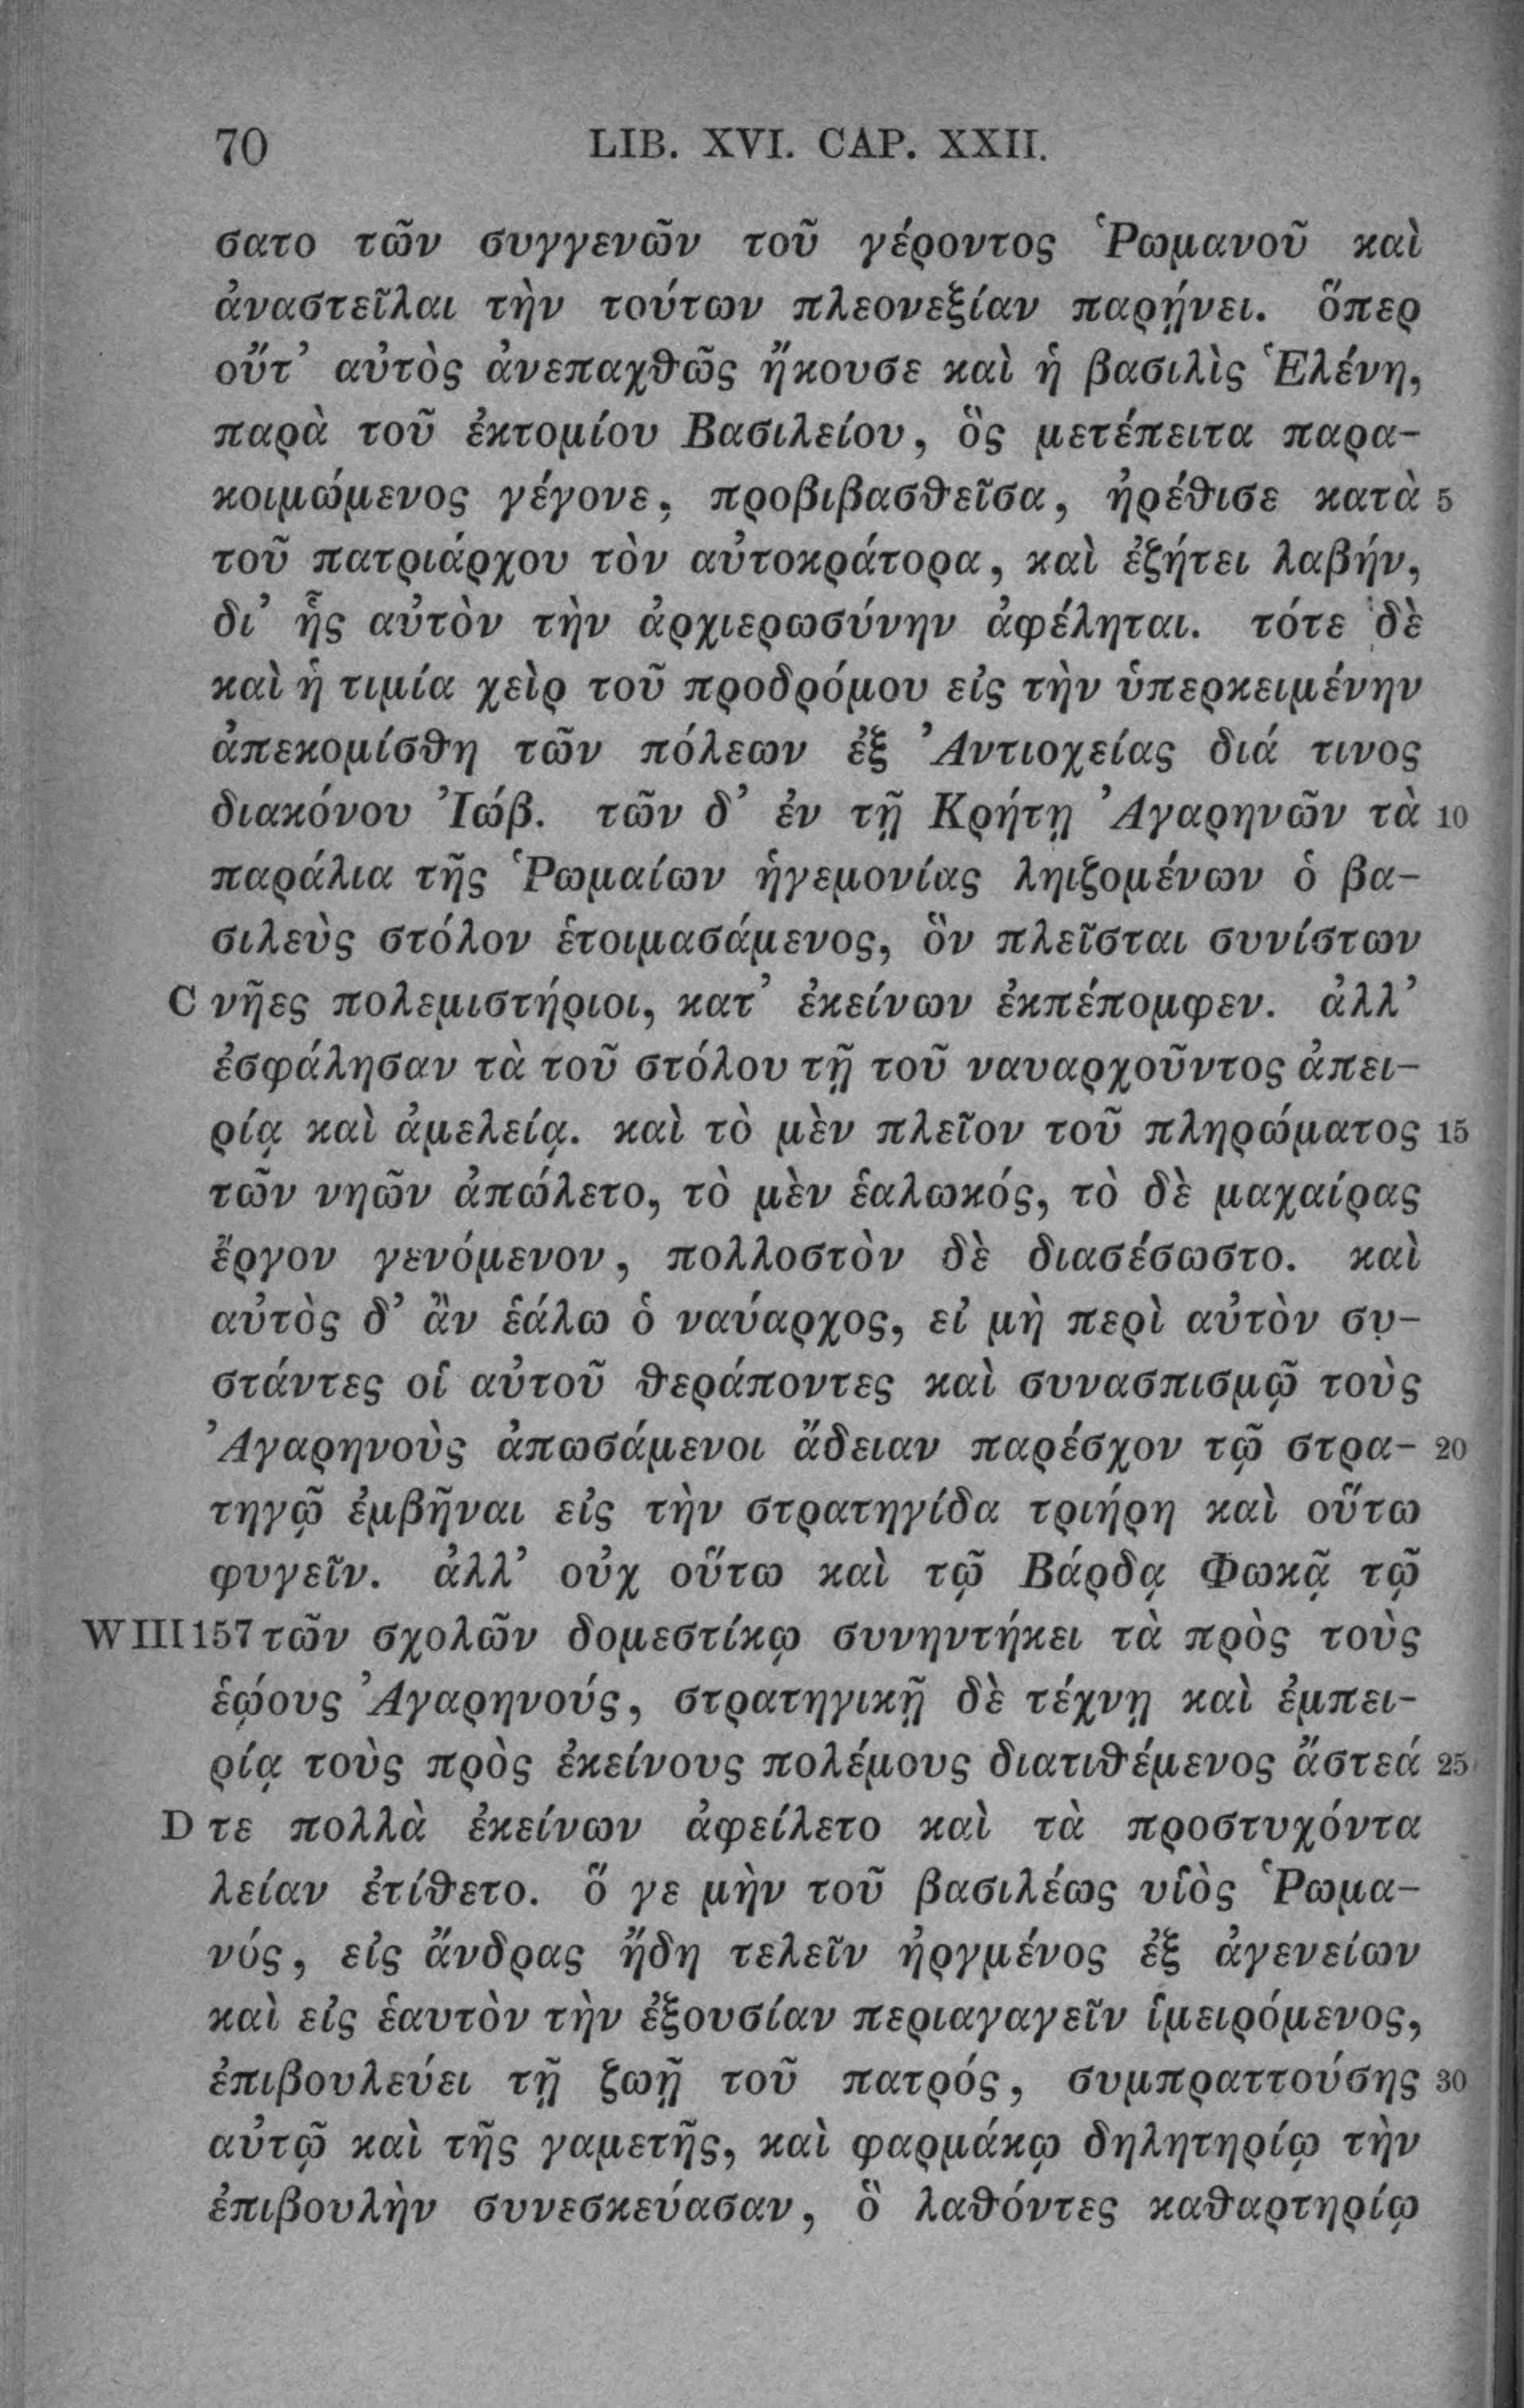 70 LIB. XVI. CAP. XXII.
σατο τῶν συγγενῶν τοῦ γέροντος Ῥωμανοῦ καὶ
ἀναστεῖλαι τὴν τούτων πλεονεξίαν παρῄνει. ὅπερ
οὔτ’ αὐτὸς ἀνεπαχθῶς ἤκουσε καὶ ἡ βασιλὶς Ἑλένη,
παρὰ τοῦ ἐκτομίου Βασιλείου, ὃς μετέπειτα παρα-
κοιμώμενος γέγονε, προβιβασθεῖσα, ἠρέθισε κατὰ 5
τοῦ πατριάρχου τὸν αὐτοκράτορα, καὶ ἐζήτει λαβήν,
δι’ ἧς αὐτὸν τὴν ἀρχιερωσύνην ἀφέληται. τότε δὲ
καὶ ἡ τιμία χεὶρ τοῦ προδρόμου εἰς τὴν ὑπερκειμένην
ἀπεκομίσθη τῶν πόλεων ἐξ Ἀντιοχείας διά τινος
διακόνου Ἰώβ. τῶν δ’ ἐν τῇ Κρήτῃ Ἀγαρηνῶν τὰ 10
παράλια τῆς Ῥωμαίων ἡγεμονίας ληιζομένων ὁ βα-
σιλεὺς στόλον ἑτοιμασάμενος, ὃν πλεῖσται συνίστων
C νῆες πολεμιστήριοι, κατ’ ἐκείνων ἐκπέπομφεν. ἀλλ’
ἐσφάλησαν τὰ τοῦ στόλου τῇ τοῦ ναυαρχοῦντος ἀπει-
ρίᾳ καὶ ἀμελείᾳ. καὶ τὸ μὲν πλεῖον τοῦ πληρώματος 15
τῶν νηῶν ἀπώλετο, τὸ μὲν ἑαλωκός, τὸ δὲ μαχαίρας
ἔργον γενόμενον, πολλοστὸν δὲ διασέσωστο. καὶ
αὐτὸς δ’ ἂν ἑάλω ὁ ναύαρχος, εἰ μὴ περὶ αὐτὸν συ-
στάντες οἱ αὐτοῦ θεράποντες καὶ συνασπισμῷ τοὺς
Ἀγαρηνοὺς ἀπωσάμενοι ἄδειαν παρέσχον τῷ στρα- 20
τηγῷ ἐμβῆναι εἰς τὴν στρατηγίδα τριήρη καὶ οὕτω
φυγεῖν. ἀλλ’ οὐχ οὕτω καὶ τῷ Βάρδᾳ Φωκᾷ τῷ
W III 157 τῶν σχολῶν δομεστίκῳ συνηντήκει τὰ πρὸς τοὺς
ἑῴους Ἀγαρηνούς, στρατηγικῇ δὲ τέχνῃ καὶ ἐμπει-
ρίᾳ τοὺς πρὸς ἐκείνους πολέμους διατιθέμενος ἄστεά 25
D τε πολλὰ ἐκείνων ἀφείλετο καὶ τὰ προστυχόντα
λείαν ἐτίθετο. ὅ γε μὴν τοῦ βασιλέως υἱὸς Ῥωμα-
νός, εἰς ἄνδρας ἤδη τελεῖν ἠργμένος ἐξ ἀγενείων
καὶ εἰς ἑαυτὸν τὴν ἐξουσίαν περιαγαγεῖν ἱμειρόμενος,
ἐπιβουλεύει τῇ ζωῇ τοῦ πατρός, συμπραττούσης 30
αὐτῷ καὶ τῆς γαμετῆς, καὶ φαρμάκῳ δηλητηρίῳ τὴν
ἐπιβουλὴν συνεσκεύασαν, ὃ λαθόντες καθαρτηρίῳ